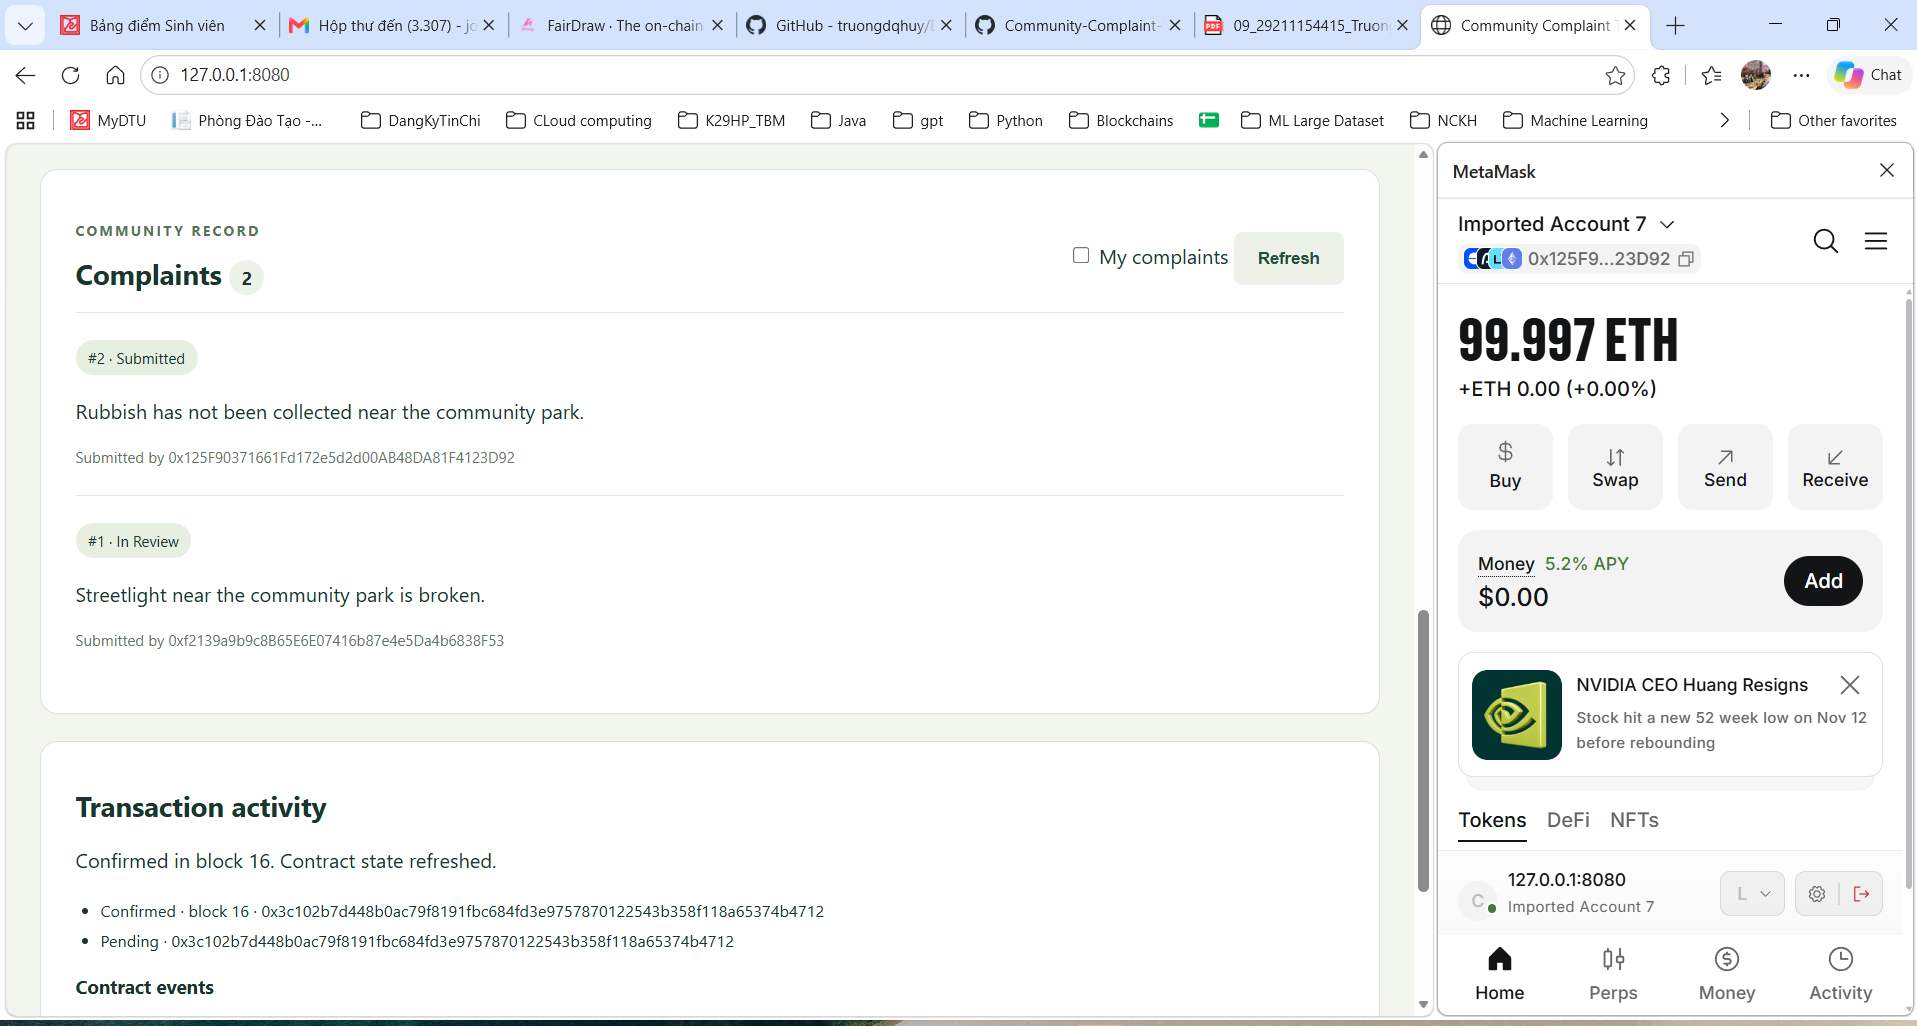 Bảng điểm Sinh viên
Hộp thư đến (3.307) - jo
FairDraw · The on-chain
GitHub - truongdqhuy/
Community-Complaint-
09_29211154415_Truon
Community Complaint
127.0.0.1:8080
Chat
MyDTU
Phòng Đào Tạo -...
DangKyTinChi
CLoud computing
K29HP_TBM
Java
gpt
Python
Blockchains
ML Large Dataset
NCKH
Machine Learning
Other favorites
COMMUNITY RECORD
Complaints 2
My complaints
Refresh
#2 · Submitted
Rubbish has not been collected near the community park.
Submitted by 0x125F90371661Fd172e5d2d00AB48DA81F4123D92
#1 · In Review
Streetlight near the community park is broken.
Submitted by 0xf2139a9b9c8B65E6E07416b87e4e5Da4b6838F53
Transaction activity
Confirmed in block 16. Contract state refreshed.
• Confirmed · block 16 · 0x3c102b7d448b0ac79f8191fbc684fd3e9757870122543b358f118a65374b4712
• Pending · 0x3c102b7d448b0ac79f8191fbc684fd3e9757870122543b358f118a65374b4712
Contract events
MetaMask
Imported Account 7
0x125F9...23D92
99.997 ETH
+ETH 0.00 (+0.00%)
Buy
Swap
Send
Receive
Money 5.2% APY
$0.00
Add
NVIDIA CEO Huang Resigns
Stock hit a new 52 week low on Nov 12
before rebounding
Tokens
DeFi
NFTs
C
127.0.0.1:8080
Imported Account 7
L
Home
Perps
Money
Activity